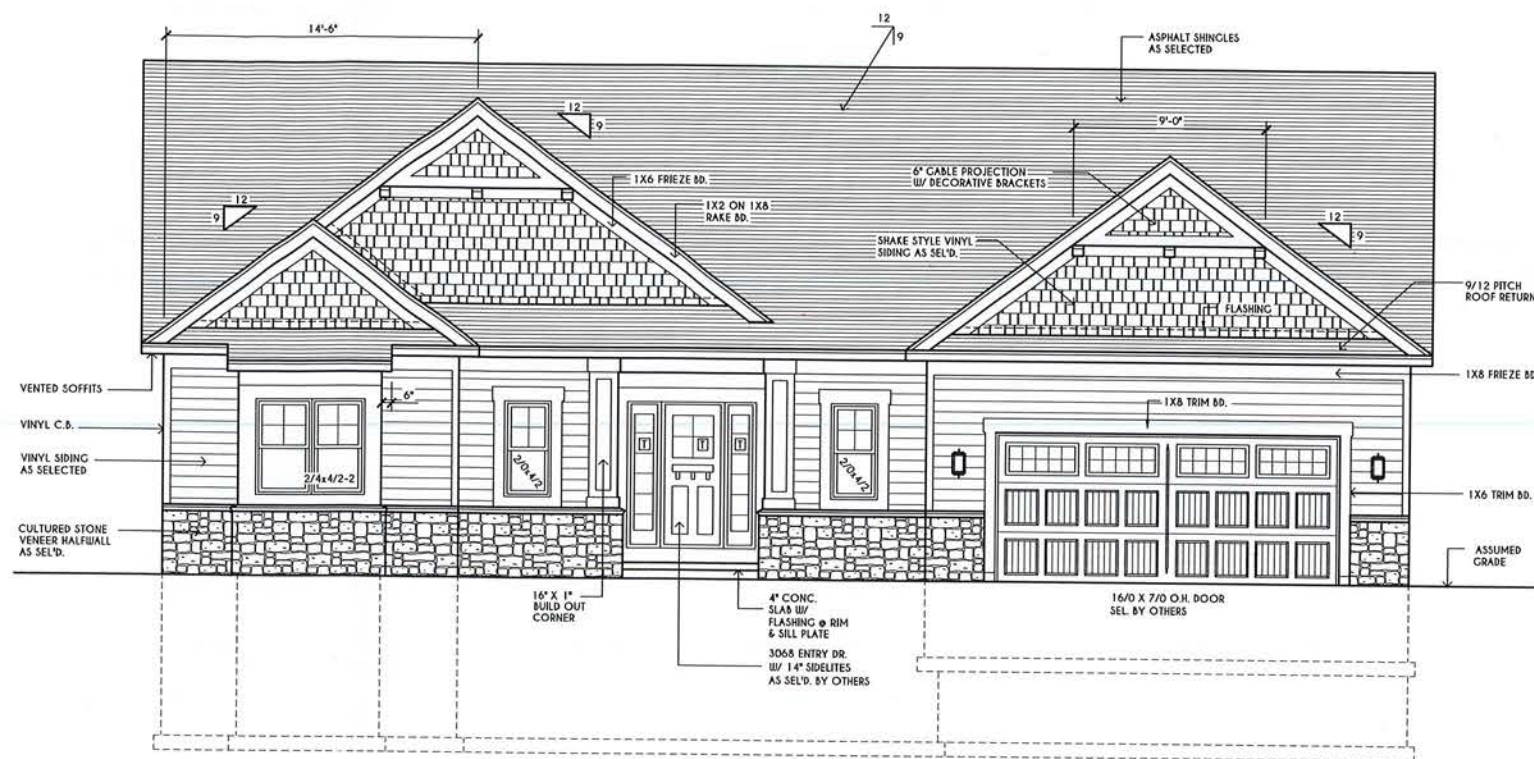 14'-6"
12
9
ASPHALT SHINGLES
AS SELECTED
12
9
9'-0"
6" GABLE PROJECTION
W/ DECORATIVE BRACKETS
1X6 FRIEZE BD.
12
9
1X2 ON 1X8
RAKE BD.
12
9
SHAKE STYLE VINYL
SIDING AS SEL'D.
9/12 PITCH
ROOF RETURN
FLASHING
VENTED SOFFITS
1X8 FRIEZE BD
6"
1X8 TRIM BD.
VINYL C.B.
T
T
T
VINYL SIDING
AS SELECTED
2/4x4/2-2
2/0x4/2
2/0x4/2
1X6 TRIM BD.
CULTURED STONE
VENEER HALFWALL
AS SEL'D.
ASSUMED
GRADE
16" X 1"
BUILD OUT
CORNER
4" CONC.
SLAB W/
FLASHING @ RIM
& SILL PLATE
16/0 X 7/0 O.H. DOOR
SEL. BY OTHERS
3068 ENTRY DR.
W/ 14" SIDELITES
AS SEL'D. BY OTHERS